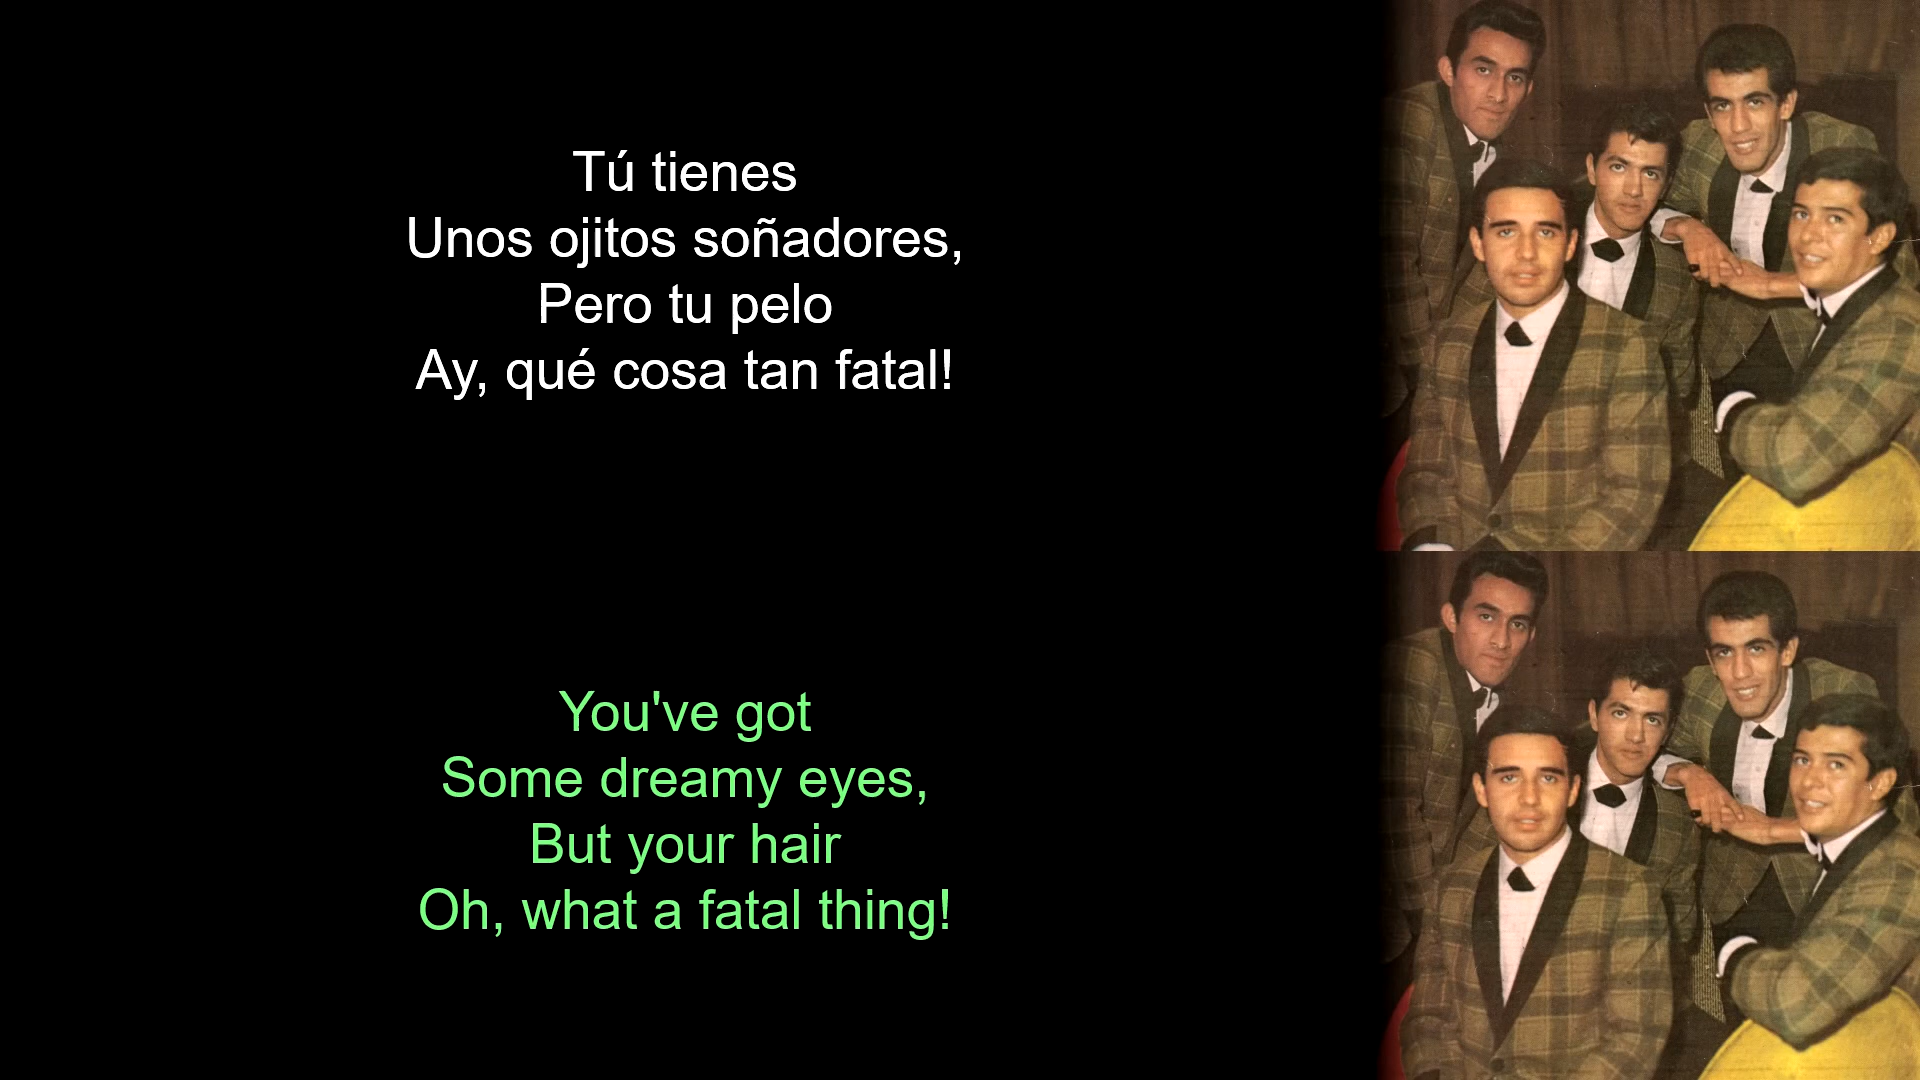 Tú tienes
Unos ojitos soñadores,
Pero tu pelo
Ay, qué cosa tan fatal!
You've got
Some dreamy eyes,
But your hair
Oh, what a fatal thing!